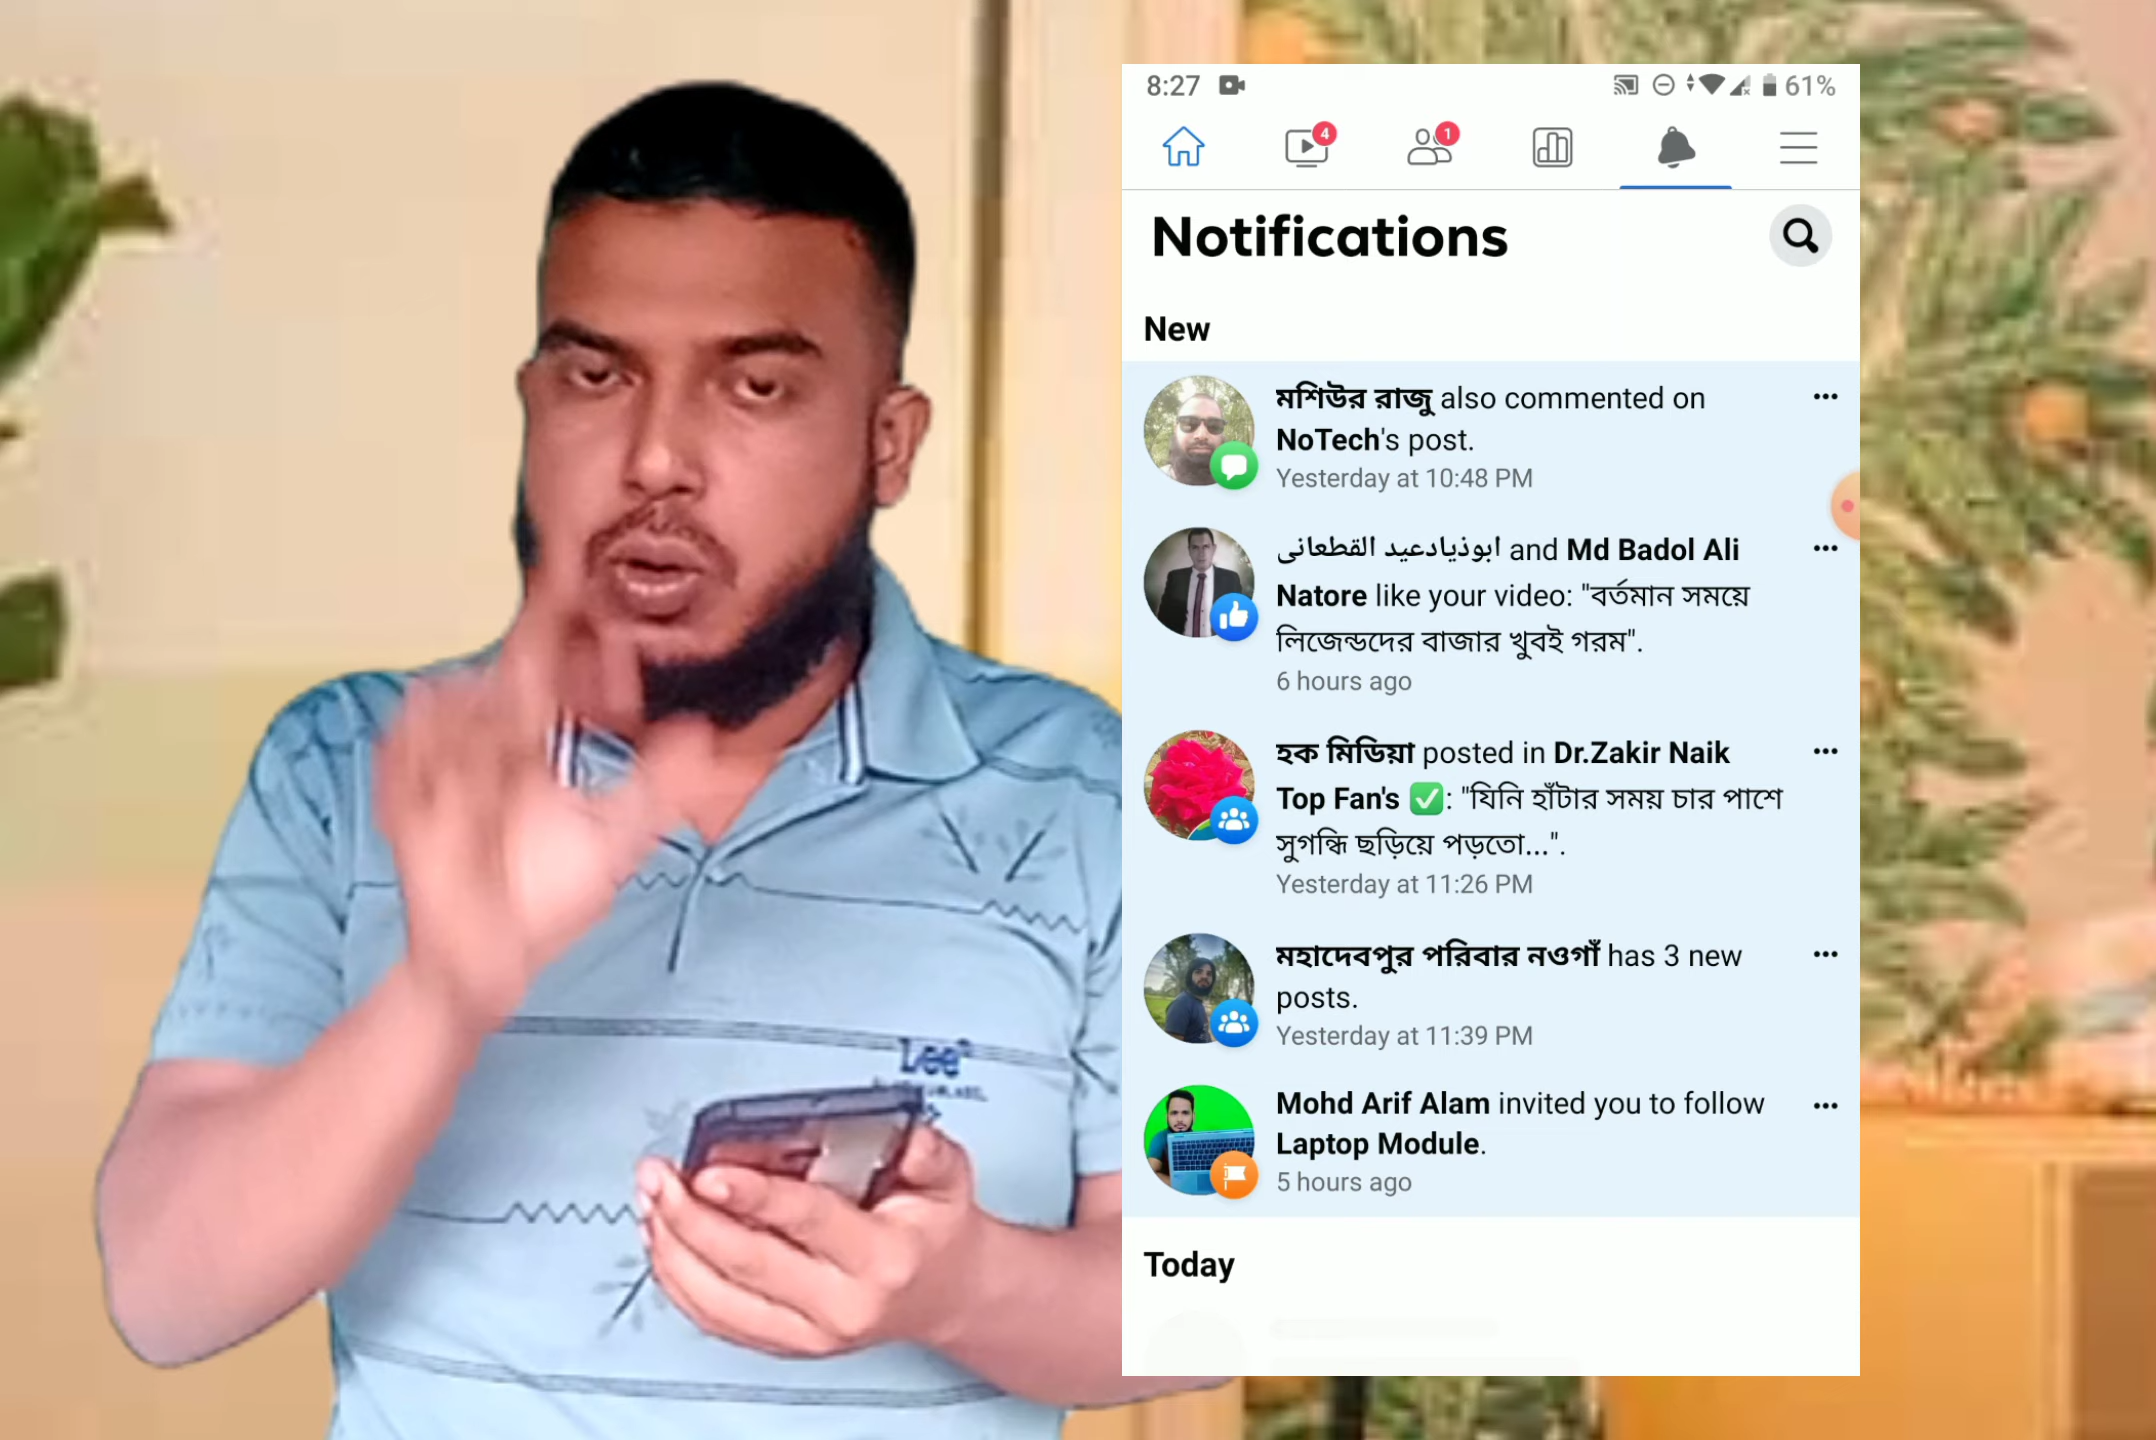 8:27
61%
4
1
Notifications
New
মশিউর রাজু also commented on
NoTech's post.
Yesterday at 10:48 PM
ابوذيادعيد القطعانى and Md Badol Ali
Natore like your video: "বর্তমান সময়ে
লিজেন্ডদের বাজার খুবই গরম".
6 hours ago
হক মিডিয়া posted in Dr.Zakir Naik
Top Fan's ✅: "যিনি হাঁটার সময় চার পাশে
সুগন্ধি ছড়িয়ে পড়তো...".
Yesterday at 11:26 PM
মহাদেবপুর পরিবার নওগাঁ has 3 new
posts.
Yesterday at 11:39 PM
Mohd Arif Alam invited you to follow
Laptop Module.
5 hours ago
Today
Lee